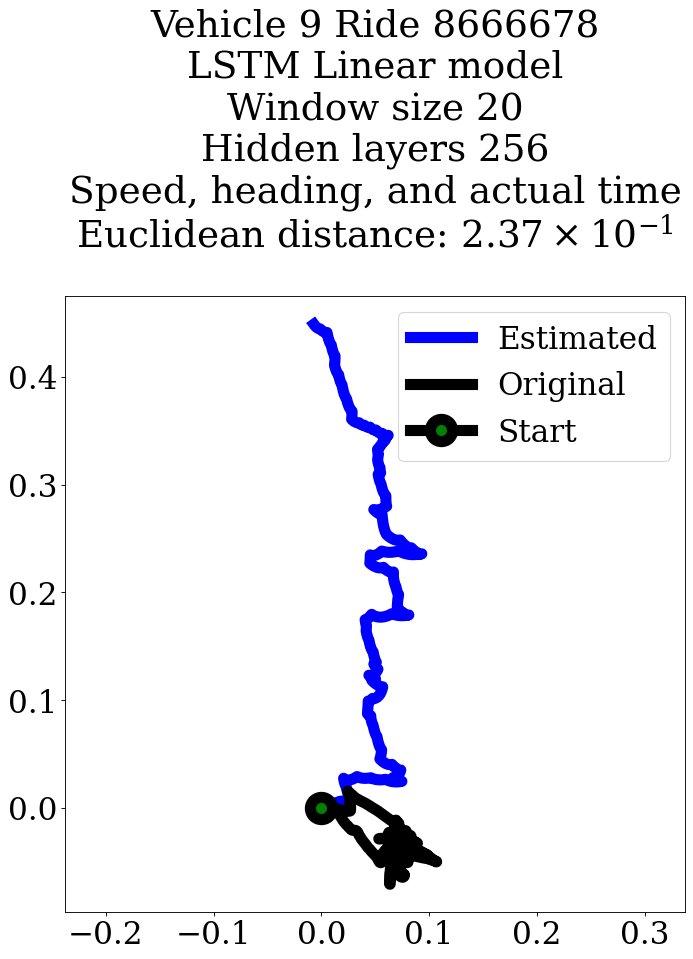 Vehicle 9 Ride 8666678
LSTM Linear model
Window size 20
Hidden layers 256
Speed, heading, and actual time
Euclidean distance: 2.37 × 10⁻¹
Estimated
Original
Start
0.4
0.3
0.2
0.1
0.0
−0.2 −0.1 0.0 0.1 0.2 0.3